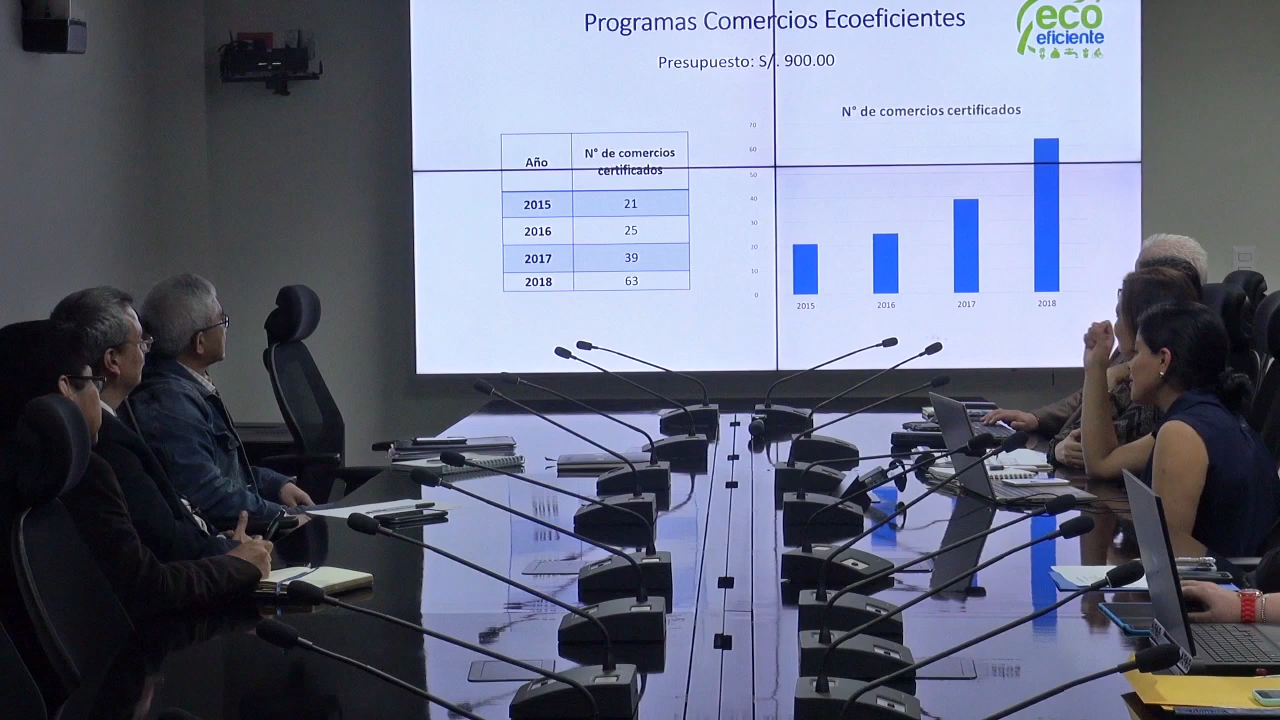 Programas Comercios Ecoeficientes
eco
eficiente
Presupuesto: S/. 900.00
N° de comercios certificados
Año
N° de comercios
certificados
2015 21
2016 25
2017 39
2018 63
70
60
50
40
30
20
10
0
2015 2016 2017 2018